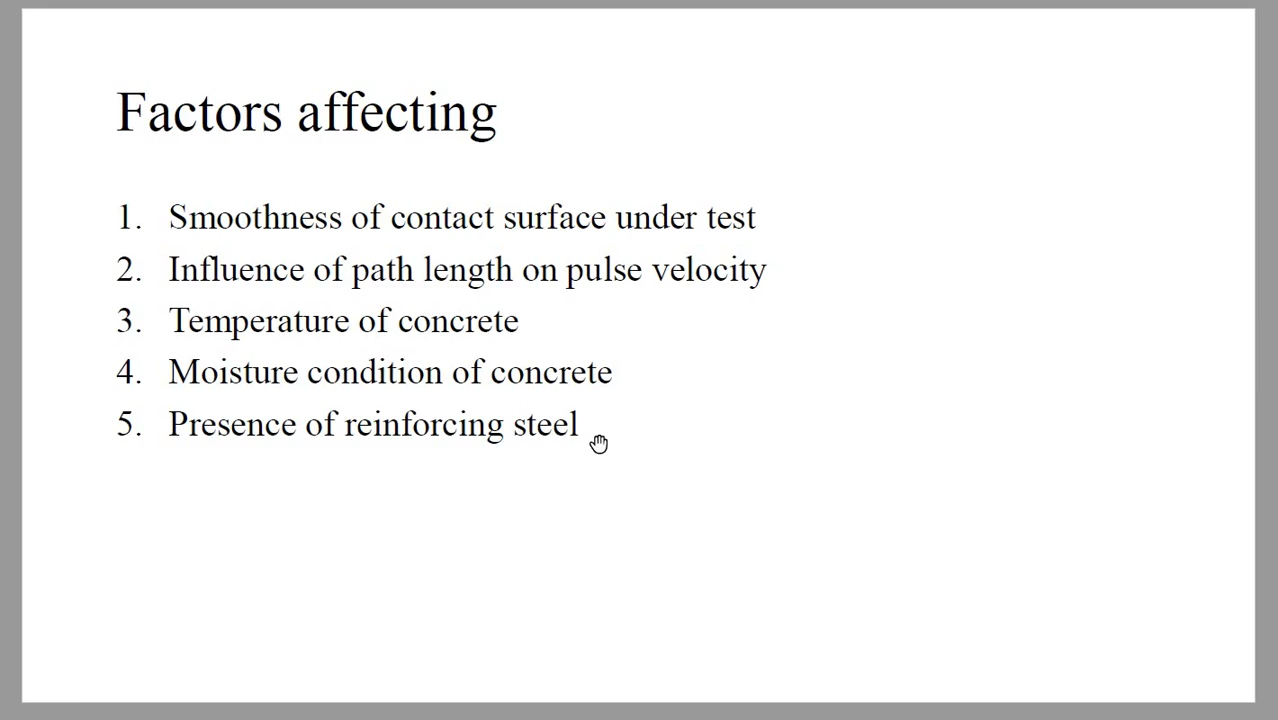 Factors affecting
1. Smoothness of contact surface under test
2. Influence of path length on pulse velocity
3. Temperature of concrete
4. Moisture condition of concrete
5. Presence of reinforcing steel